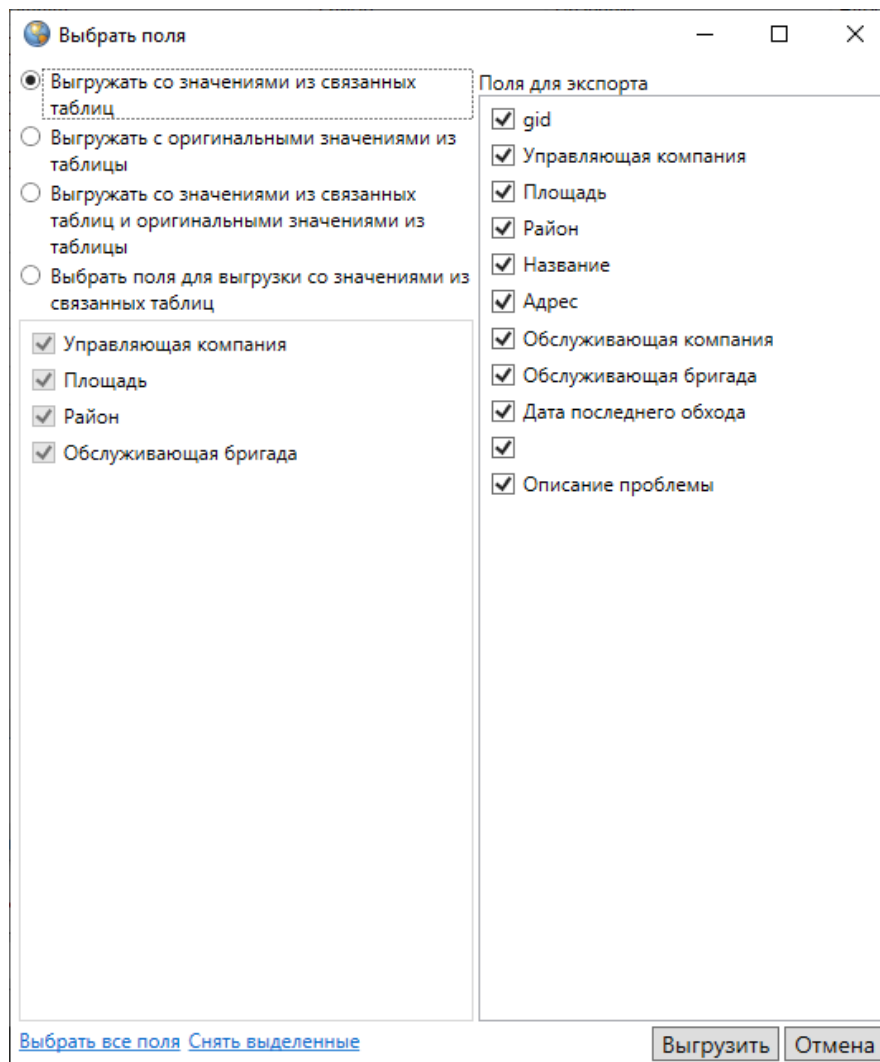 Выбрать поля
Выгружать со значениями из связанных
таблиц
Выгружать с оригинальными значениями из
таблицы
Выгружать со значениями из связанных
таблиц и оригинальными значениями из
таблицы
Выбрать поля для выгрузки со значениями из
связанных таблиц
Управляющая компания
Площадь
Район
Обслуживающая бригада
Поля для экспорта
gid
Управляющая компания
Площадь
Район
Название
Адрес
Обслуживающая компания
Обслуживающая бригада
Дата последнего обхода
Описание проблемы
Выбрать все поля Снять выделенные
Выгрузить Отмена